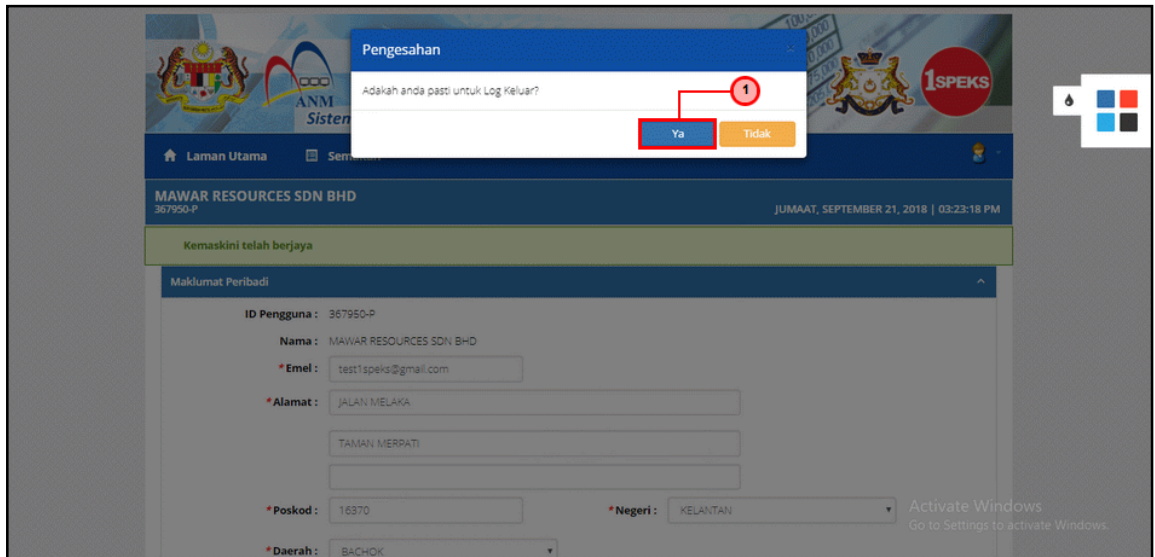 Pengesahan
×
Adakah anda pasti untuk Log Keluar?
1
Ya
Tidak
ANM
1SPEKS
Laman Utama
MAWAR RESOURCES SDN BHD
367950-P
JUMAAT, SEPTEMBER 21, 2018 | 03:23:18 PM
Kemaskini telah berjaya
Maklumat Peribadi
ID Pengguna : 367950-P
Nama : MAWAR RESOURCES SDN BHD
*Emel : test1speks@gmail.com
*Alamat : JALAN MELAKA
TAMAN MERPATI
*Poskod : 16370 *Negeri : KELANTAN
*Daerah : BACHOK
Activate Windows
Go to Settings to activate Windows.